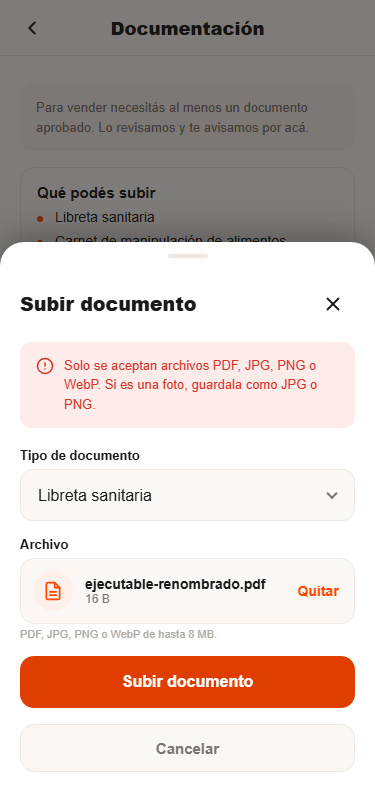 Documentación
Para vender necesitás al menos un documento
aprobado. Lo revisamos y te avisamos por acá.
Qué podés subir
Libreta sanitaria
Carnet de manipulación de alimentos
Subir documento
Solo se aceptan archivos PDF, JPG, PNG o
WebP. Si es una foto, guardala como JPG o
PNG.
Tipo de documento
Libreta sanitaria
Archivo
ejecutable-renombrado.pdf
16 B
Quitar
PDF, JPG, PNG o WebP de hasta 8 MB.
Subir documento
Cancelar